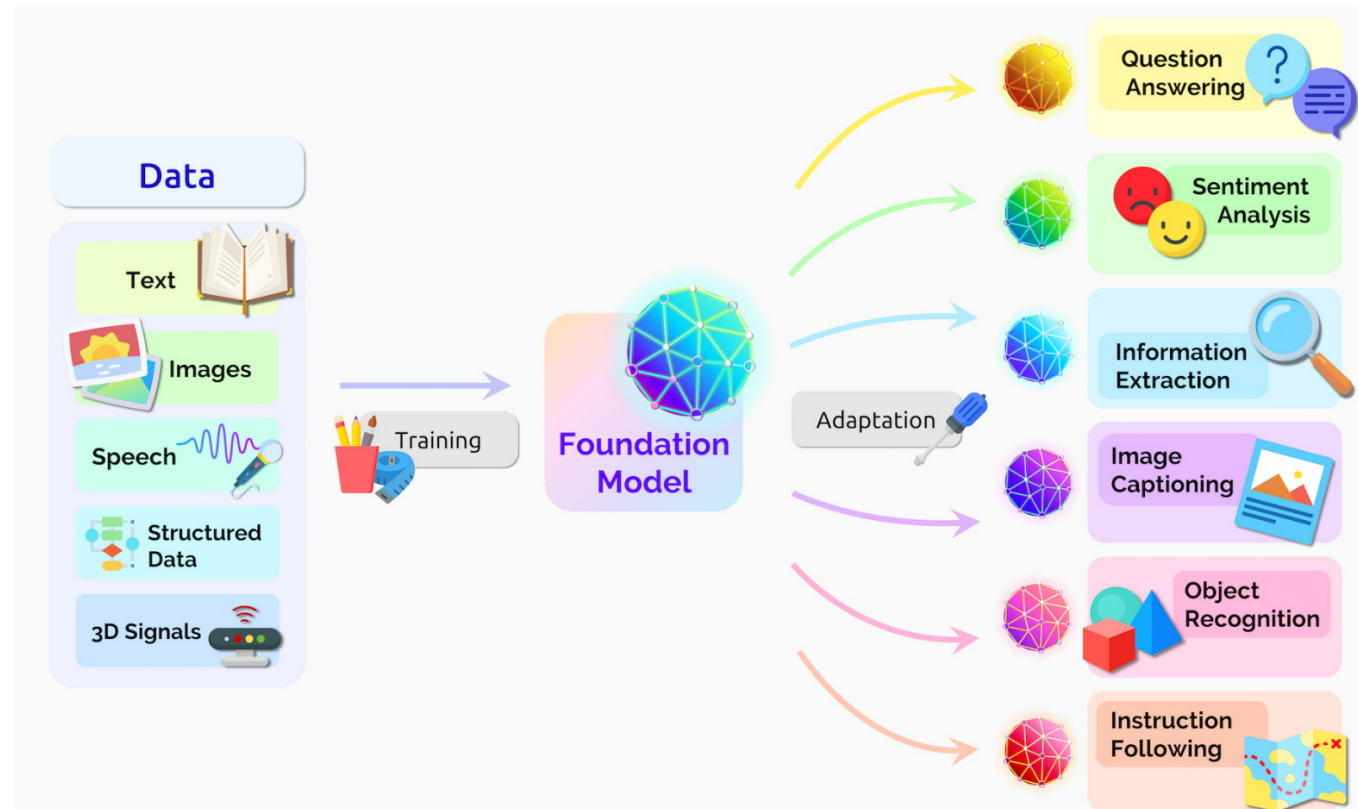 Data
Text
Images
Speech
Structured
Data
3D Signals
Training
Foundation
Model
Adaptation
Question
Answering
?
Sentiment
Analysis
Information
Extraction
Image
Captioning
Object
Recognition
Instruction
Following